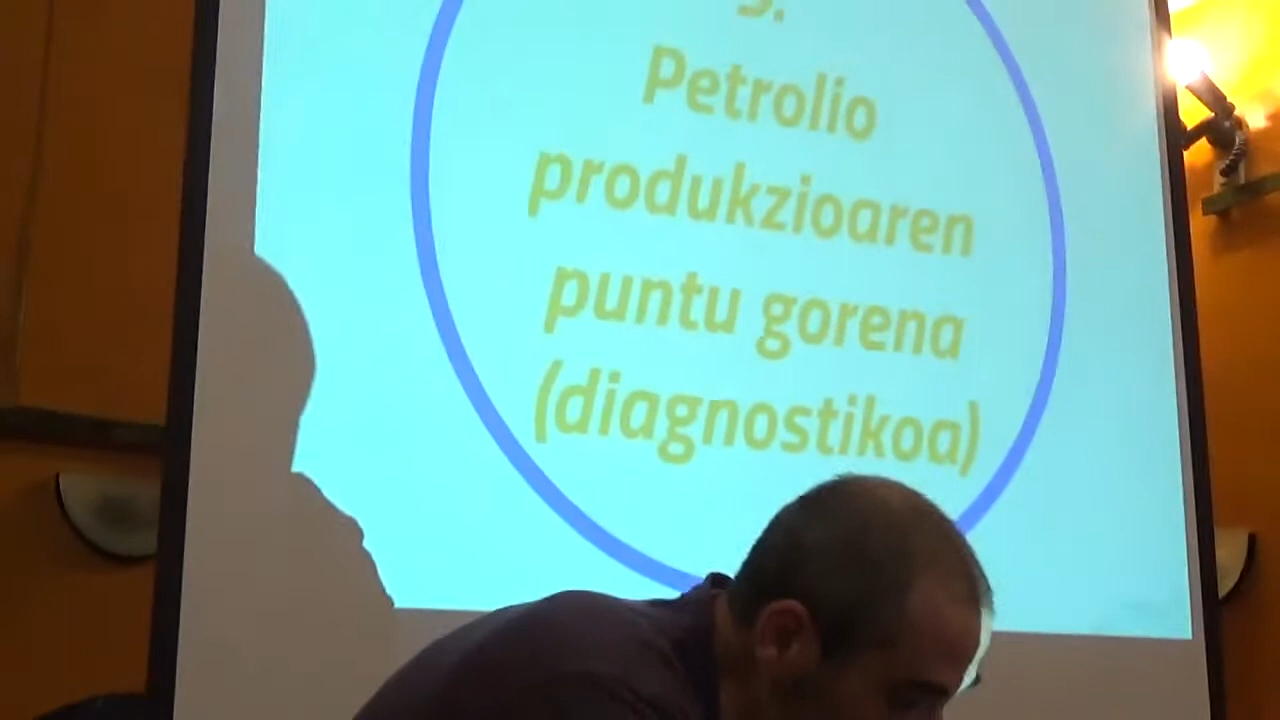 Petrolio
produkzioaren
puntu gorena
(diagnostikoa)